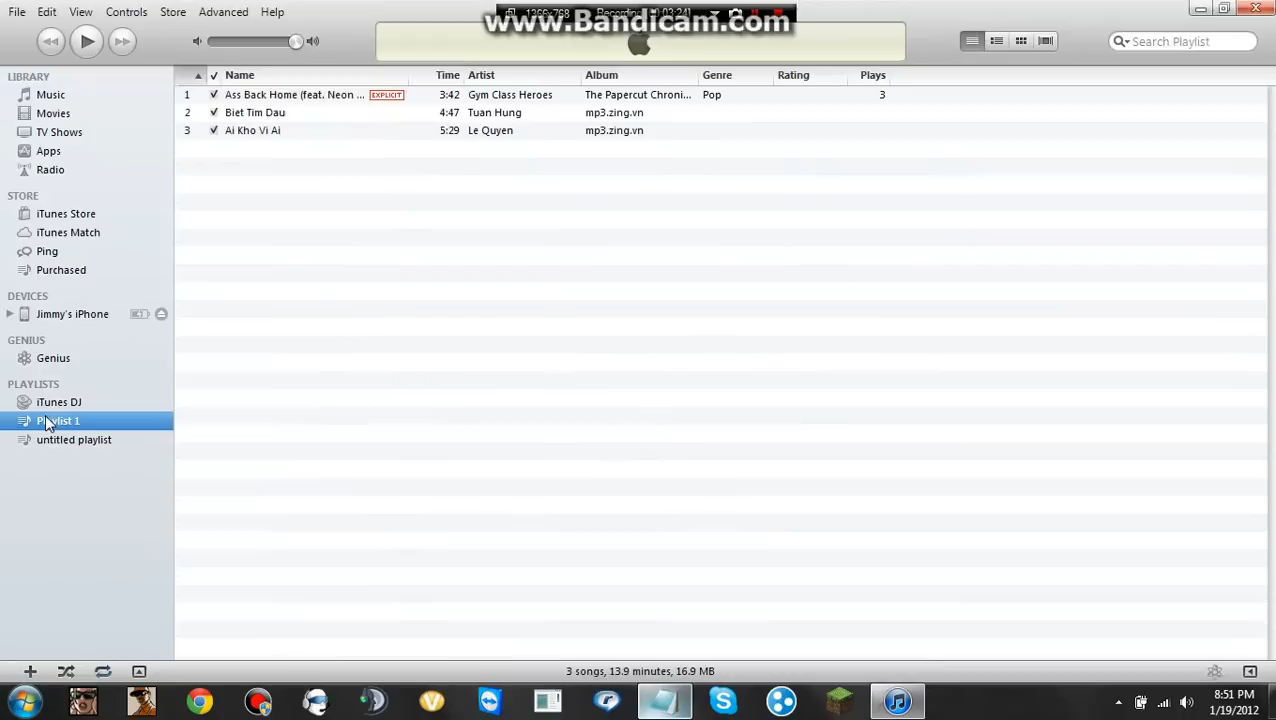 File Edit View Controls Store Advanced Help
1366x768 Recording
www.Bandicam.com
Search Playlist
LIBRARY
Music
Movies
TV Shows
Apps
Radio
STORE
iTunes Store
iTunes Match
Ping
Purchased
DEVICES
Jimmy's iPhone
GENIUS
Genius
PLAYLISTS
iTunes DJ
Playlist 1
untitled playlist
Name Time Artist Album Genre Rating Plays
1 Ass Back Home (feat. Neon ... EXPLICIT 3:42 Gym Class Heroes The Papercut Chroni... Pop 3
2 Biet Tim Dau 4:47 Tuan Hung mp3.zing.vn
3 Ai Kho Vi Ai 5:29 Le Quyen mp3.zing.vn
3 songs, 13.9 minutes, 16.9 MB
8:51 PM
1/19/2012